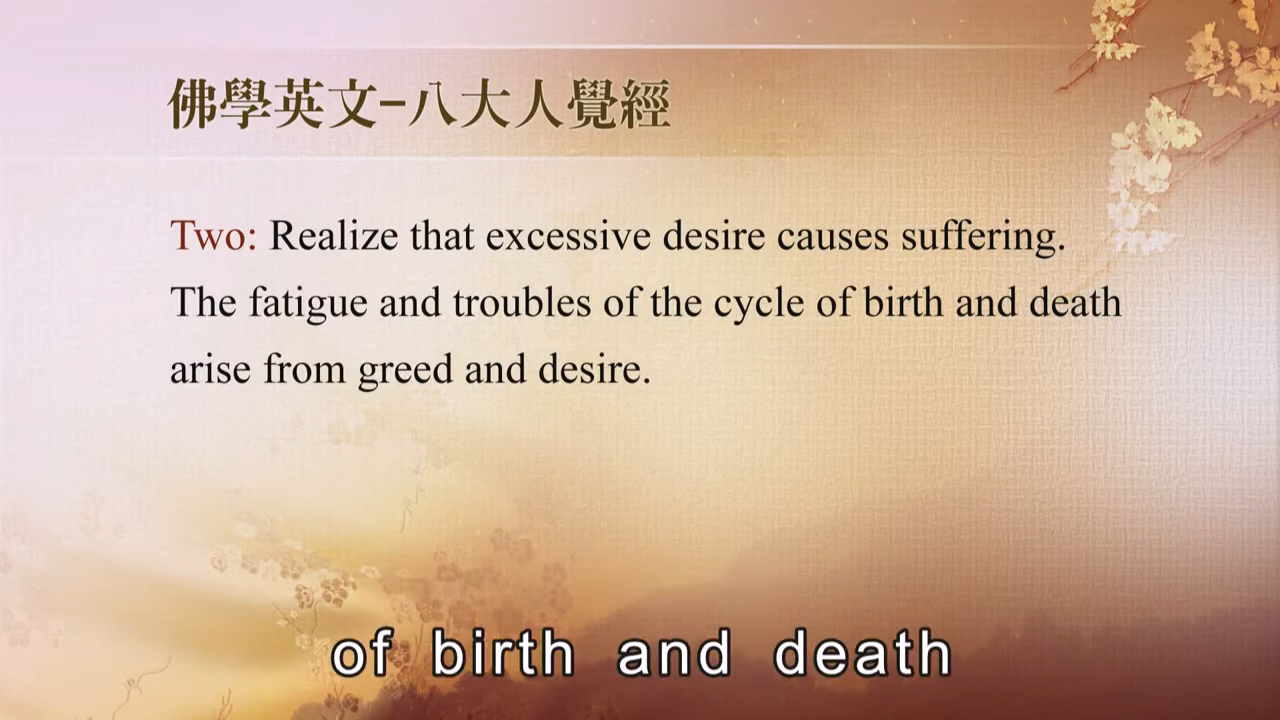 佛學英文-八大人覺經
Two: Realize that excessive desire causes suffering.
The fatigue and troubles of the cycle of birth and death
arise from greed and desire.
of birth and death